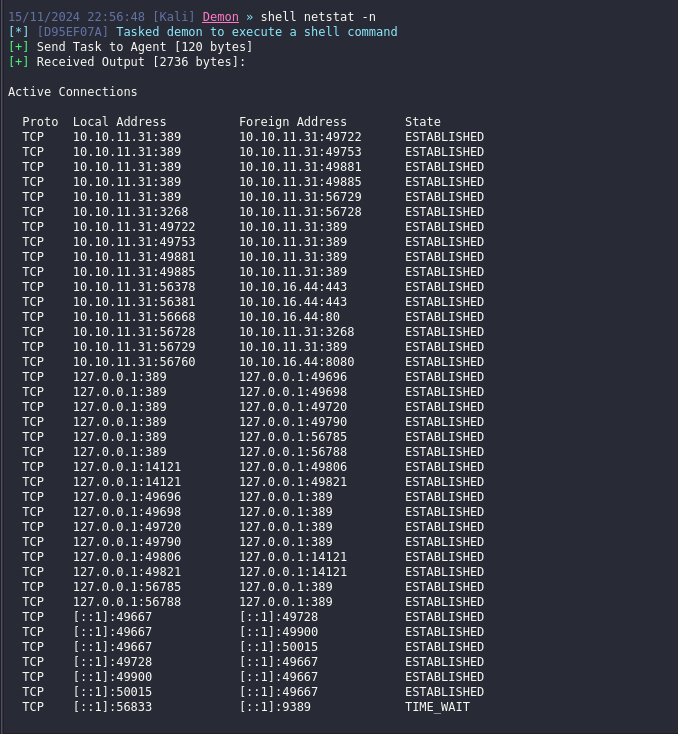 15/11/2024 22:56:48 [Kali] Demon » shell netstat -n
[*] [D95EF07A] Tasked demon to execute a shell command
[+] Send Task to Agent [120 bytes]
[+] Received Output [2736 bytes]:
Active Connections
Proto Local Address Foreign Address State
TCP 10.10.11.31:389 10.10.11.31:49722 ESTABLISHED
TCP 10.10.11.31:389 10.10.11.31:49753 ESTABLISHED
TCP 10.10.11.31:389 10.10.11.31:49881 ESTABLISHED
TCP 10.10.11.31:389 10.10.11.31:49885 ESTABLISHED
TCP 10.10.11.31:389 10.10.11.31:56729 ESTABLISHED
TCP 10.10.11.31:3268 10.10.11.31:56728 ESTABLISHED
TCP 10.10.11.31:49722 10.10.11.31:389 ESTABLISHED
TCP 10.10.11.31:49753 10.10.11.31:389 ESTABLISHED
TCP 10.10.11.31:49881 10.10.11.31:389 ESTABLISHED
TCP 10.10.11.31:49885 10.10.11.31:389 ESTABLISHED
TCP 10.10.11.31:56378 10.10.16.44:443 ESTABLISHED
TCP 10.10.11.31:56381 10.10.16.44:443 ESTABLISHED
TCP 10.10.11.31:56668 10.10.16.44:80 ESTABLISHED
TCP 10.10.11.31:56728 10.10.11.31:3268 ESTABLISHED
TCP 10.10.11.31:56729 10.10.11.31:389 ESTABLISHED
TCP 10.10.11.31:56760 10.10.16.44:8080 ESTABLISHED
TCP 127.0.0.1:389 127.0.0.1:49696 ESTABLISHED
TCP 127.0.0.1:389 127.0.0.1:49698 ESTABLISHED
TCP 127.0.0.1:389 127.0.0.1:49720 ESTABLISHED
TCP 127.0.0.1:389 127.0.0.1:49790 ESTABLISHED
TCP 127.0.0.1:389 127.0.0.1:56785 ESTABLISHED
TCP 127.0.0.1:389 127.0.0.1:56788 ESTABLISHED
TCP 127.0.0.1:14121 127.0.0.1:49806 ESTABLISHED
TCP 127.0.0.1:14121 127.0.0.1:49821 ESTABLISHED
TCP 127.0.0.1:49696 127.0.0.1:389 ESTABLISHED
TCP 127.0.0.1:49698 127.0.0.1:389 ESTABLISHED
TCP 127.0.0.1:49720 127.0.0.1:389 ESTABLISHED
TCP 127.0.0.1:49790 127.0.0.1:389 ESTABLISHED
TCP 127.0.0.1:49806 127.0.0.1:14121 ESTABLISHED
TCP 127.0.0.1:49821 127.0.0.1:14121 ESTABLISHED
TCP 127.0.0.1:56785 127.0.0.1:389 ESTABLISHED
TCP 127.0.0.1:56788 127.0.0.1:389 ESTABLISHED
TCP [::1]:49667 [::1]:49728 ESTABLISHED
TCP [::1]:49667 [::1]:49900 ESTABLISHED
TCP [::1]:49667 [::1]:50015 ESTABLISHED
TCP [::1]:49728 [::1]:49667 ESTABLISHED
TCP [::1]:49900 [::1]:49667 ESTABLISHED
TCP [::1]:50015 [::1]:49667 ESTABLISHED
TCP [::1]:56833 [::1]:9389 TIME_WAIT